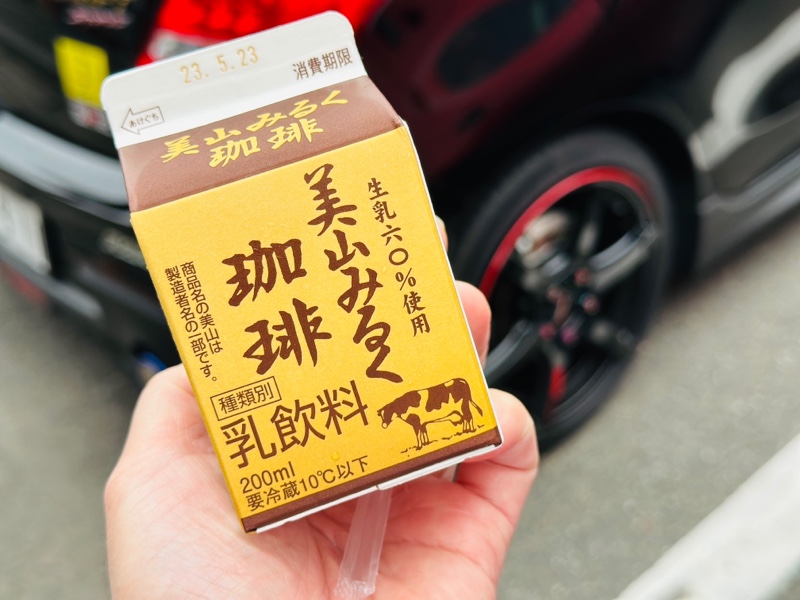 23.5.23
消費期限
あけぐち
美山みるく
珈琲
生乳六〇%使用
美山みるく
珈琲
商品名の美山は
製造者名の一部です。
種類別
乳飲料
200ml
要冷蔵10℃以下